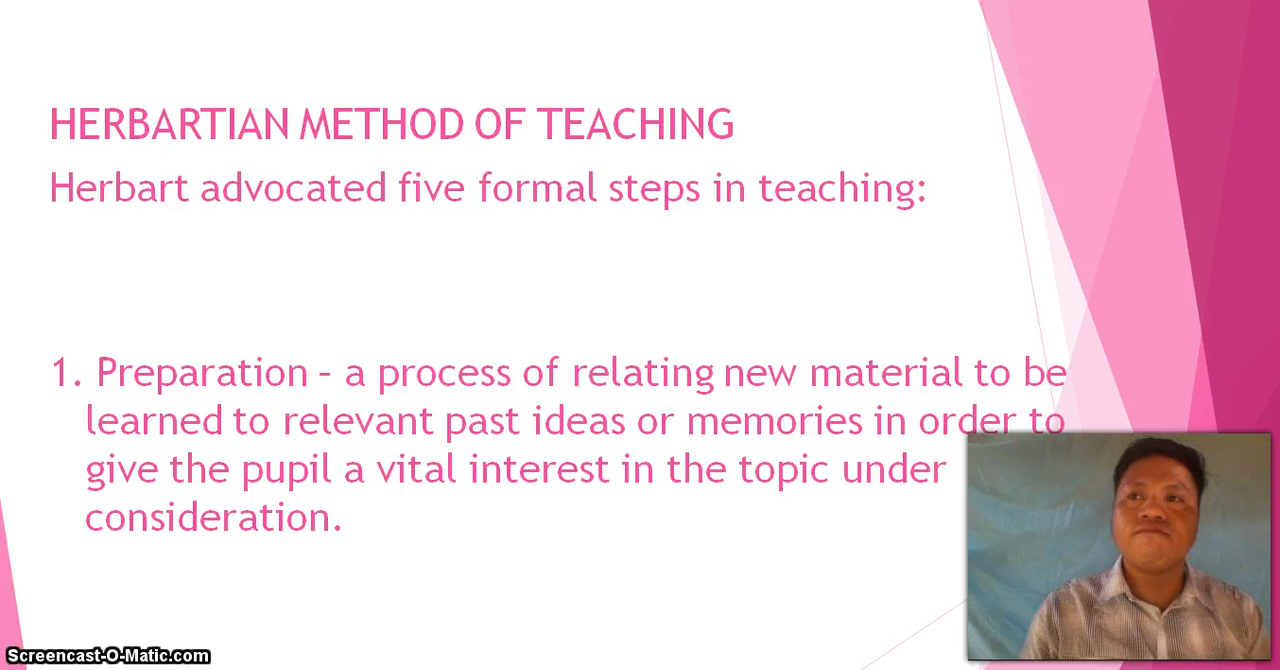 HERBARTIAN METHOD OF TEACHING
Herbart advocated five formal steps in teaching:
1. Preparation – a process of relating new material to be
learned to relevant past ideas or memories in order to
give the pupil a vital interest in the topic under
consideration.
Screencast-O-Matic.com